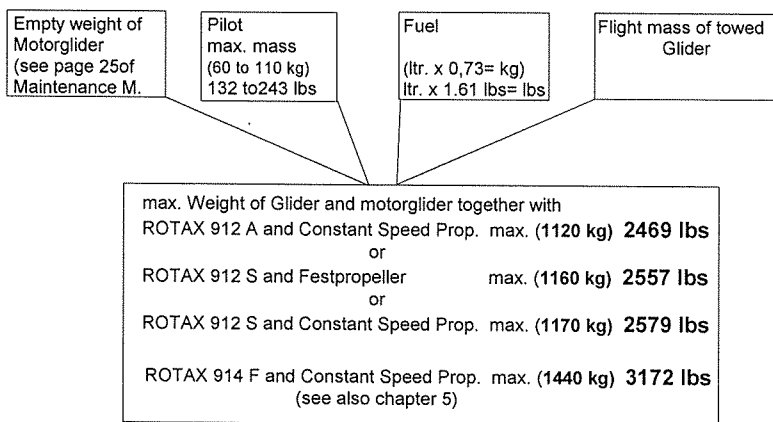 Empty weight of
Motorglider
(see page 25of
Maintenance M.
Pilot
max. mass
(60 to 110 kg)
132 to243 lbs
Fuel
(ltr. x 0,73= kg)
ltr. x 1.61 lbs= lbs
Flight mass of towed
Glider
max. Weight of Glider and motorglider together with
ROTAX 912 A and Constant Speed Prop. max. (1120 kg) 2469 lbs
or
ROTAX 912 S and Festpropeller max. (1160 kg) 2557 lbs
or
ROTAX 912 S and Constant Speed Prop. max. (1170 kg) 2579 lbs
ROTAX 914 F and Constant Speed Prop. max. (1440 kg) 3172 lbs
(see also chapter 5)